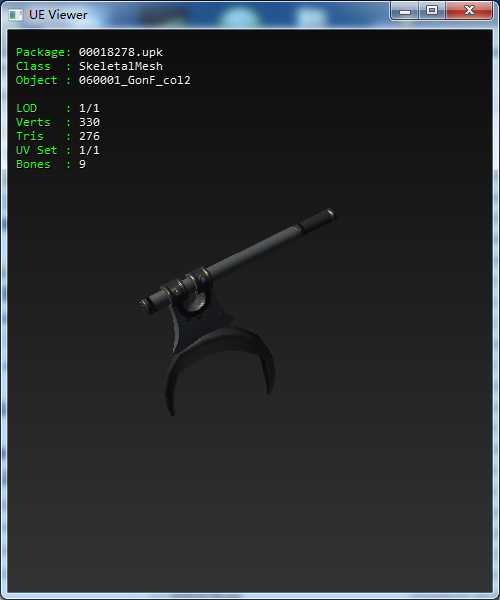 UE Viewer
Package: 00018278.upk
Class : SkeletalMesh
Object : 060001_GonF_col2
LOD : 1/1
Verts : 330
Tris : 276
UV Set : 1/1
Bones : 9